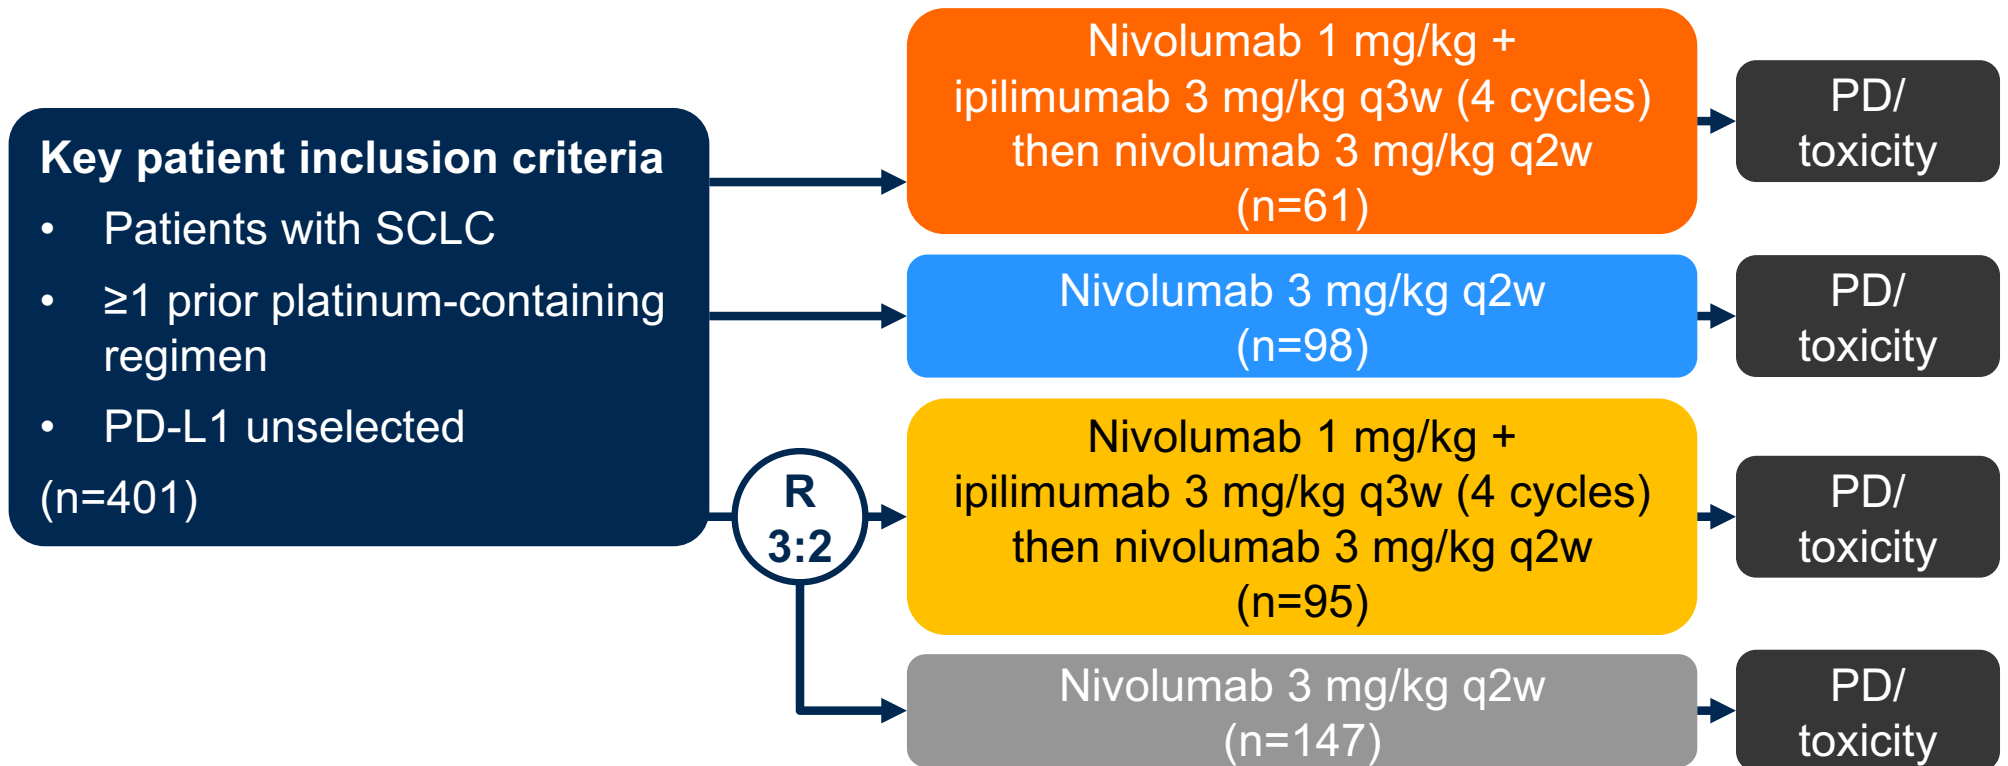 Key patient inclusion criteria
• Patients with SCLC
• ≥1 prior platinum-containing
regimen
• PD-L1 unselected
(n=401)
R
3:2
Nivolumab 1 mg/kg +
ipilimumab 3 mg/kg q3w (4 cycles)
then nivolumab 3 mg/kg q2w
(n=61)
PD/
toxicity
Nivolumab 3 mg/kg q2w
(n=98)
PD/
toxicity
Nivolumab 1 mg/kg +
ipilimumab 3 mg/kg q3w (4 cycles)
then nivolumab 3 mg/kg q2w
(n=95)
PD/
toxicity
Nivolumab 3 mg/kg q2w
(n=147)
PD/
toxicity